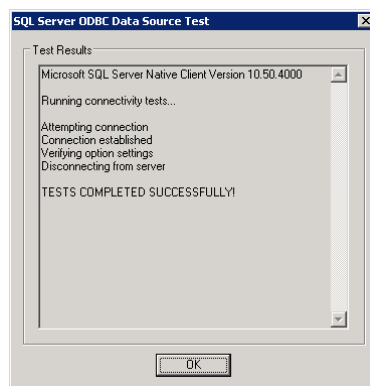 SQL Server ODBC Data Source Test
Test Results
Microsoft SQL Server Native Client Version 10.50.4000
Running connectivity tests...
Attempting connection
Connection established
Verifying option settings
Disconnecting from server
TESTS COMPLETED SUCCESSFULLY!
OK